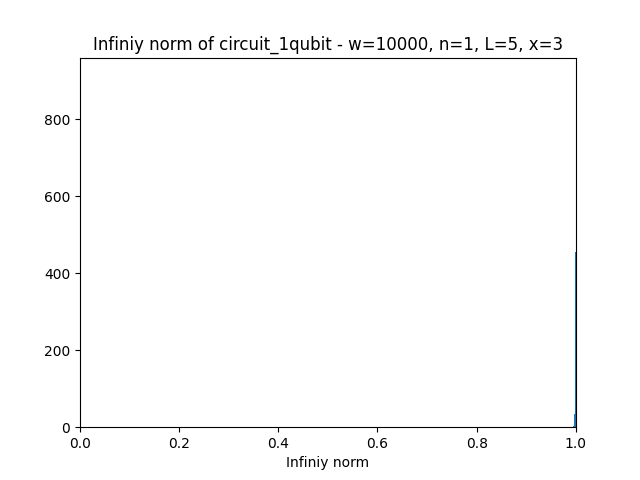 Infiniy norm of circuit_1qubit - w=10000, n=1, L=5, x=3
800
600
400
200
0
0.0 0.2 0.4 0.6 0.8 1.0
Infiniy norm